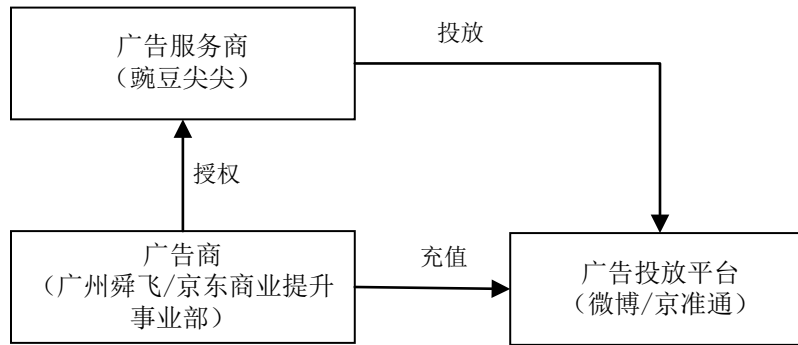 广告服务商
（豌豆尖尖）
投放
授权
广告商
（广州舜飞/京东商业提升
事业部）
充值
广告投放平台
（微博/京准通）